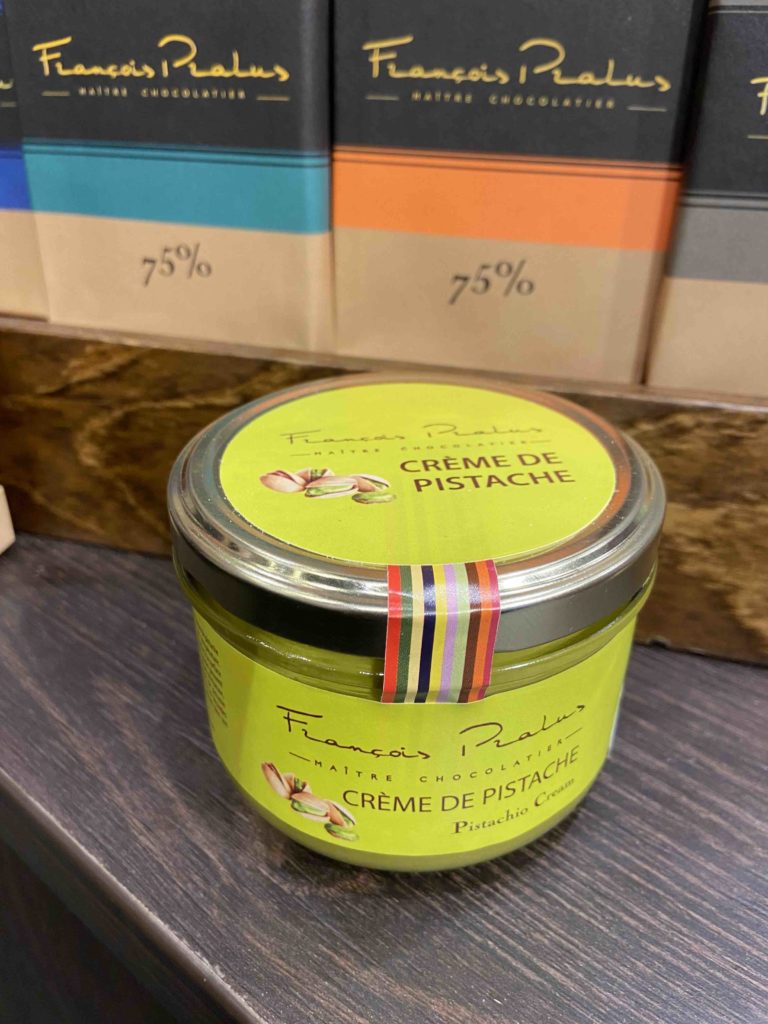 François Pralus
MAÎTRE CHOCOLATIER
75%
François Pralus
MAÎTRE CHOCOLATIER
75%
François Pralus
MAÎTRE CHOCOLATIER
CRÈME DE
PISTACHE
François Pralus
MAÎTRE CHOCOLATIER
CRÈME DE PISTACHE
Pistachio Cream